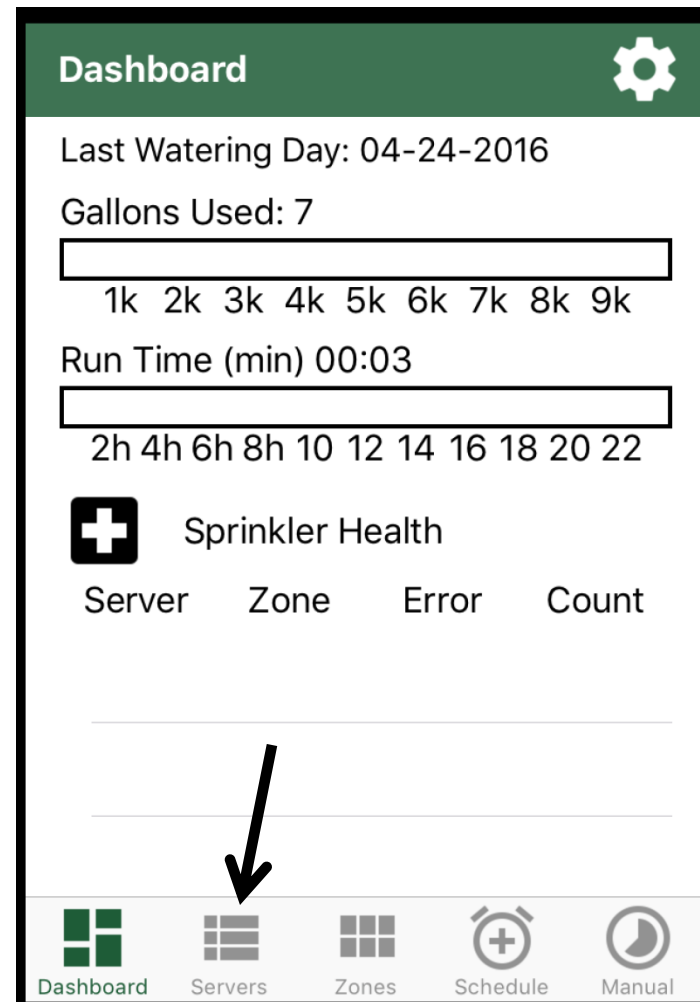 Dashboard
Last Watering Day: 04-24-2016
Gallons Used: 7
1k 2k 3k 4k 5k 6k 7k 8k 9k
Run Time (min) 00:03
2h 4h 6h 8h 10 12 14 16 18 20 22
Sprinkler Health
Server Zone Error Count
Dashboard Servers Zones Schedule Manual